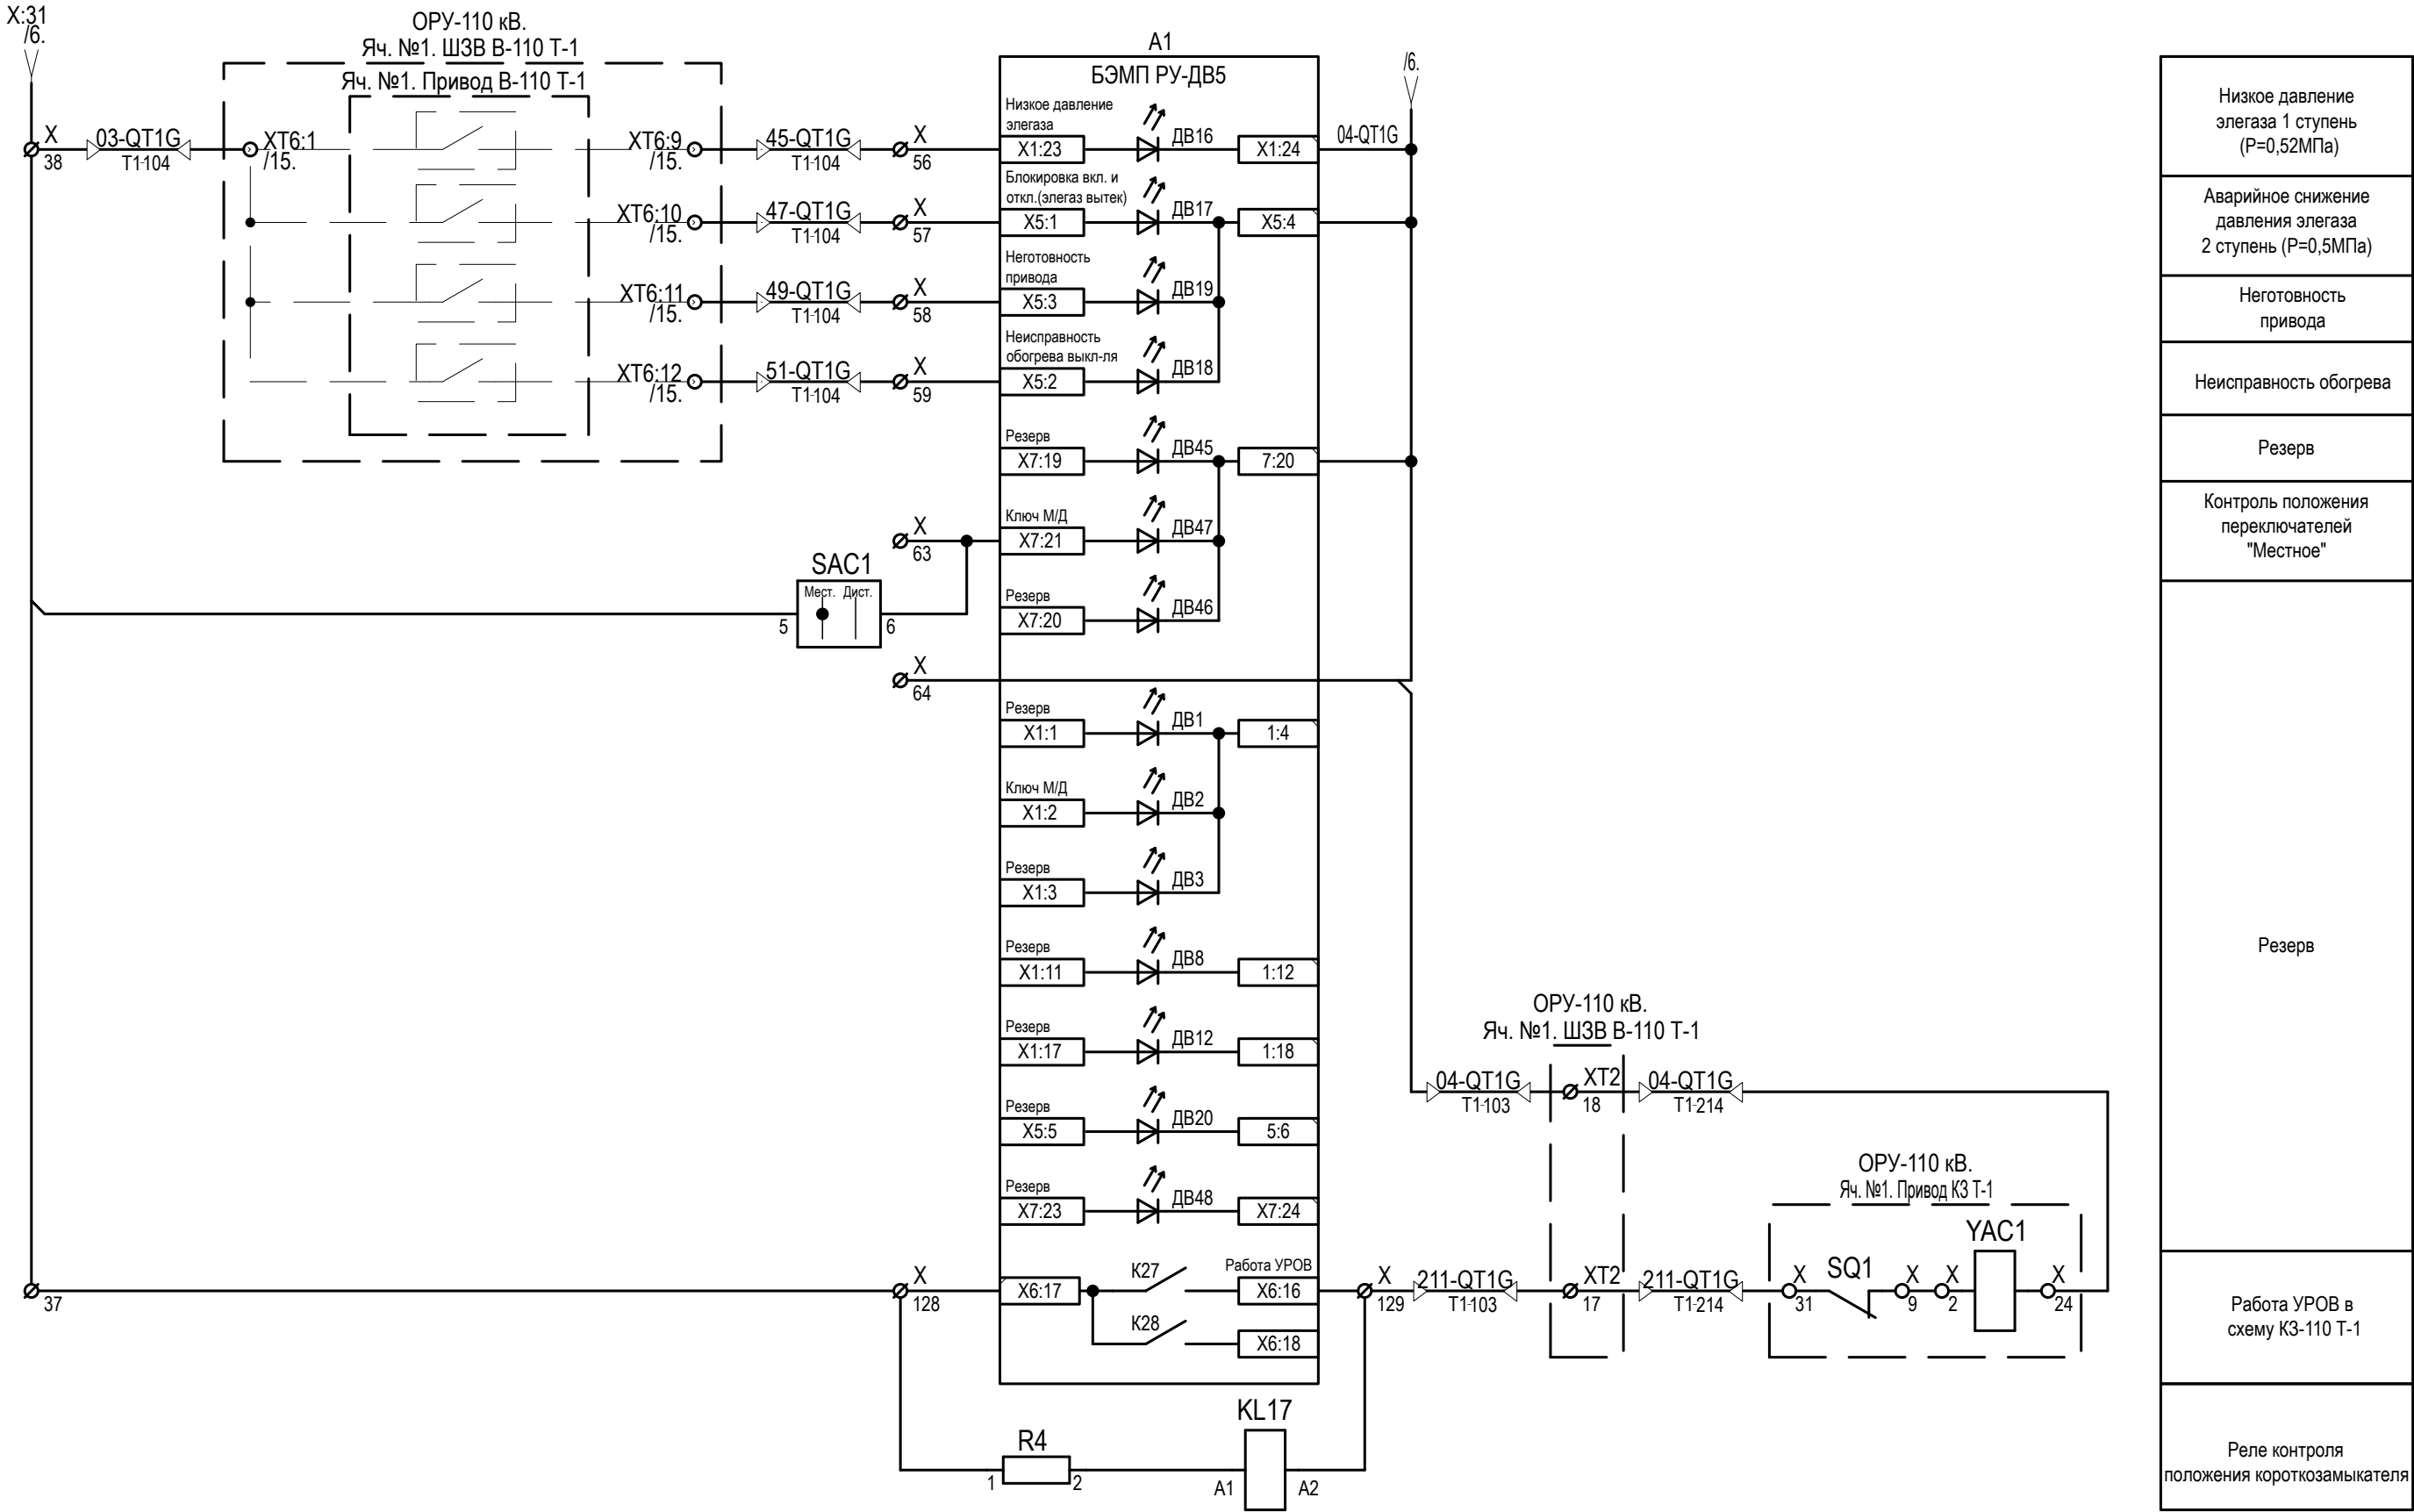 X:31
/6.
ОРУ-110 кВ.
Яч. №1. ШЗВ В-110 Т-1
Яч. №1. Привод В-110 Т-1
X
38
03-QT1G
Т1-104
XT6:1
/15.
XT6:9
/15.
45-QT1G
Т1-104
X
56
XT6:10
/15.
47-QT1G
Т1-104
X
57
XT6:11
/15.
49-QT1G
Т1-104
X
58
XT6:12
/15.
51-QT1G
Т1-104
X
59
A1
БЭМП РУ-ДВ5
Низкое давление
элегаза
X1:23
ДВ16
X1:24
04-QT1G
/6.
Блокировка вкл. и
откл.(элегаз вытек)
X5:1
ДВ17
X5:4
Неготовность
привода
X5:3
ДВ19
Неисправность
обогрева выкл-ля
X5:2
ДВ18
Резерв
X7:19
ДВ45
7:20
X
63
Ключ М/Д
X7:21
ДВ47
SAC1
Мест. Дист.
5
6
Резерв
X7:20
ДВ46
X
64
Резерв
X1:1
ДВ1
1:4
Ключ М/Д
X1:2
ДВ2
Резерв
X1:3
ДВ3
Резерв
X1:11
ДВ8
1:12
Резерв
X1:17
ДВ12
1:18
Резерв
X5:5
ДВ20
5:6
Резерв
X7:23
ДВ48
X7:24
37
X
128
X6:17
K27
Работа УРОВ
X6:16
K28
X6:18
X
129
211-QT1G
Т1-103
XT2
17
211-QT1G
Т1-214
ОРУ-110 кВ.
Яч. №1. ШЗВ В-110 Т-1
04-QT1G
Т1-103
XT2
18
04-QT1G
Т1-214
ОРУ-110 кВ.
Яч. №1. Привод КЗ Т-1
X
31
SQ1
X
9
X
2
YAC1
X
24
R4
1
2
KL17
A1
A2
Низкое давление
элегаза 1 ступень
(Р=0,52МПа)
Аварийное снижение
давления элегаза
2 ступень (Р=0,5МПа)
Неготовность
привода
Неисправность обогрева
Резерв
Контроль положения
переключателей
"Местное"
Резерв
Работа УРОВ в
схему КЗ-110 Т-1
Реле контроля
положения короткозамыкателя